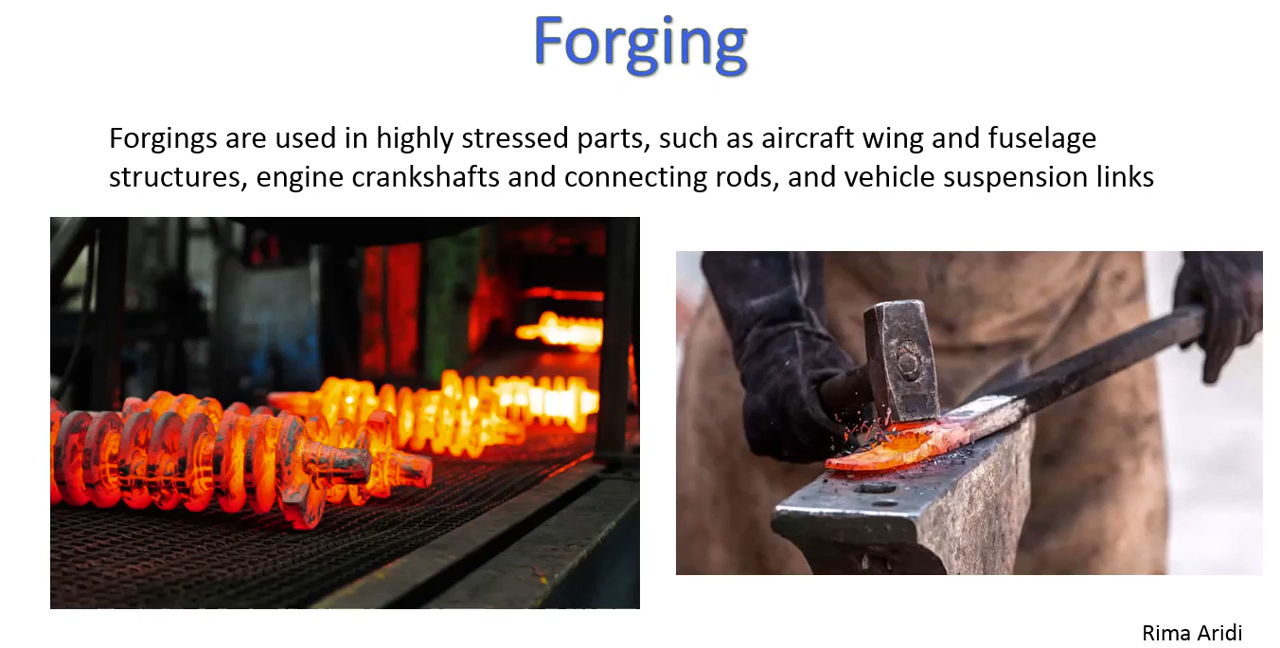 Forging
Forgings are used in highly stressed parts, such as aircraft wing and fuselage
structures, engine crankshafts and connecting rods, and vehicle suspension links
Rima Aridi